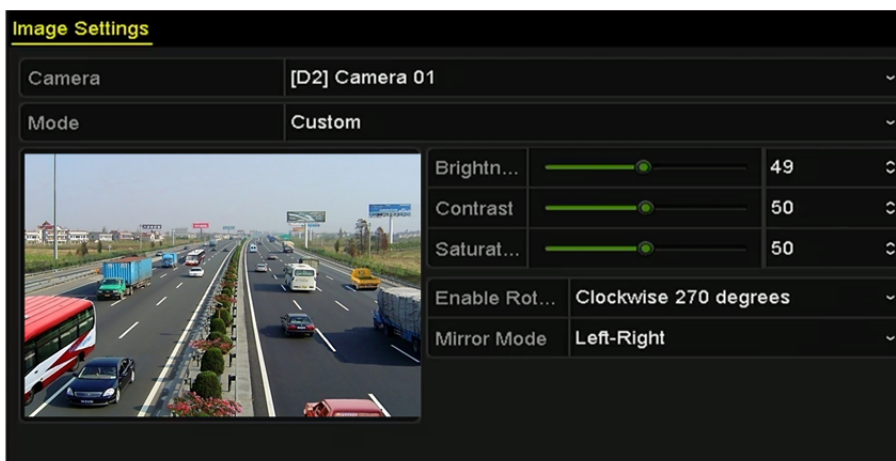 Image Settings
Camera [D2] Camera 01
Mode Custom
Brightn... 49
Contrast 50
Saturat... 50
Enable Rot... Clockwise 270 degrees
Mirror Mode Left-Right